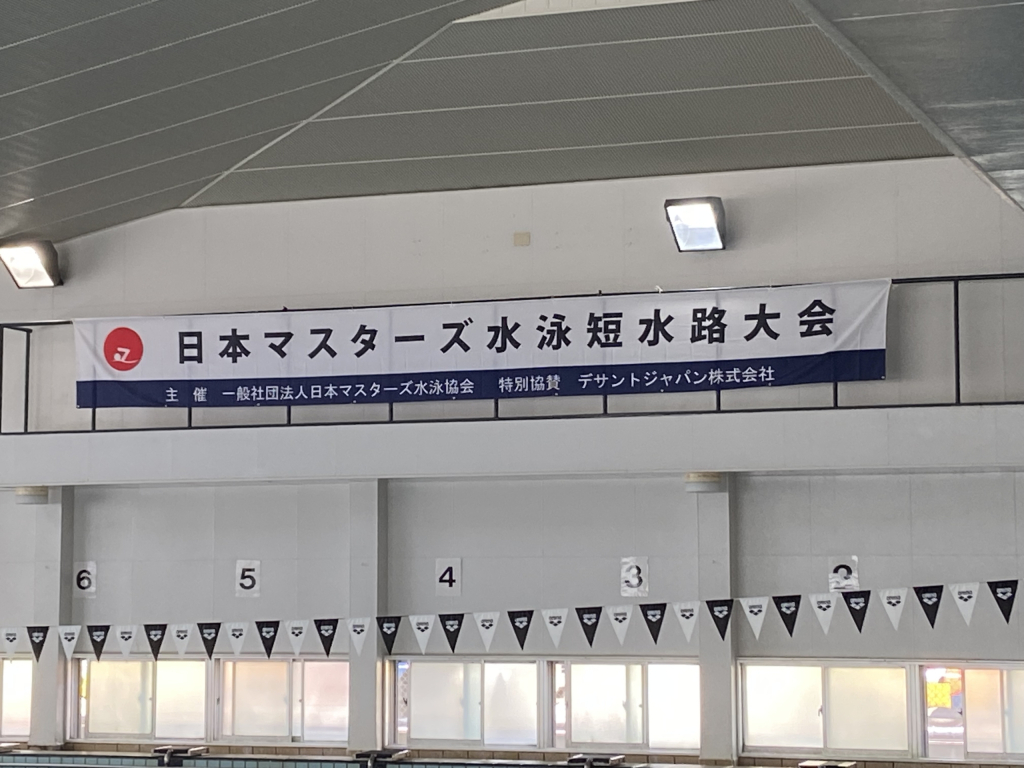 日本マスターズ水泳短水路大会
主催 一般社団法人日本マスターズ水泳協会 特別協賛 デサントジャパン株式会社
6 5 4 3 2